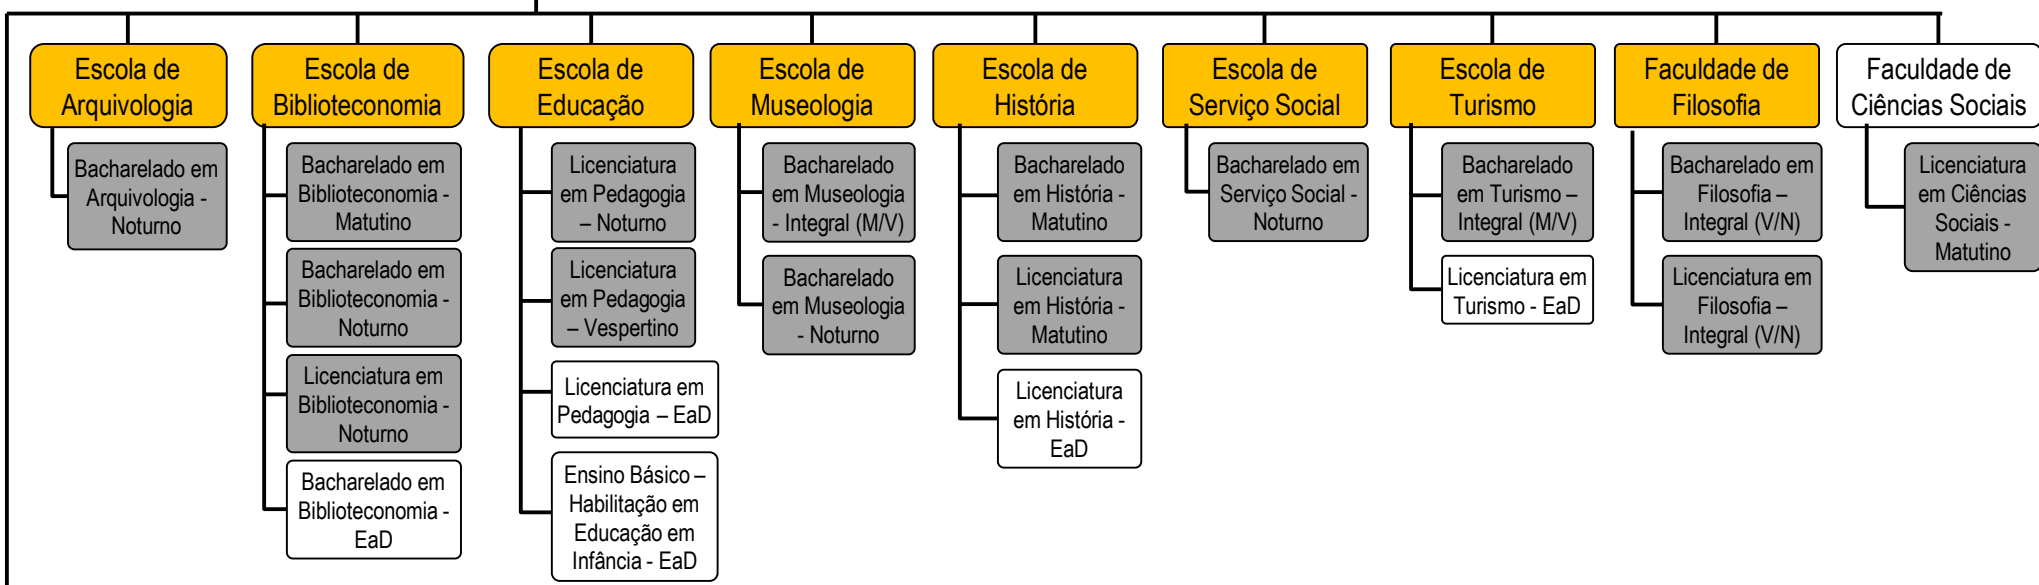 Escola de
Arquivologia
Bacharelado em
Arquivologia -
Noturno
Escola de
Biblioteconomia
Bacharelado em
Biblioteconomia -
Matutino
Bacharelado em
Biblioteconomia -
Noturno
Licenciatura em
Biblioteconomia -
Noturno
Bacharelado em
Biblioteconomia -
EaD
Escola de
Educação
Licenciatura
em Pedagogia
– Noturno
Licenciatura
em Pedagogia
– Vespertino
Licenciatura em
Pedagogia – EaD
Ensino Básico –
Habilitação em
Educação em
Infância - EaD
Escola de
Museologia
Bacharelado
em Museologia
- Integral (M/V)
Bacharelado
em Museologia
- Noturno
Escola de
História
Bacharelado
em História -
Matutino
Licenciatura
em História -
Matutino
Licenciatura
em História -
EaD
Escola de
Serviço Social
Bacharelado em
Serviço Social -
Noturno
Escola de
Turismo
Bacharelado
em Turismo –
Integral (M/V)
Licenciatura em
Turismo - EaD
Faculdade de
Filosofia
Bacharelado em
Filosofia –
Integral (V/N)
Licenciatura em
Filosofia –
Integral (V/N)
Faculdade de
Ciências Sociais
Licenciatura
em Ciências
Sociais -
Matutino